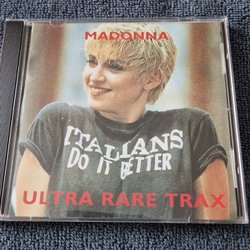 MADONNA
ITALIANS
DO IT BETTER
ULTRA RARE TRAX